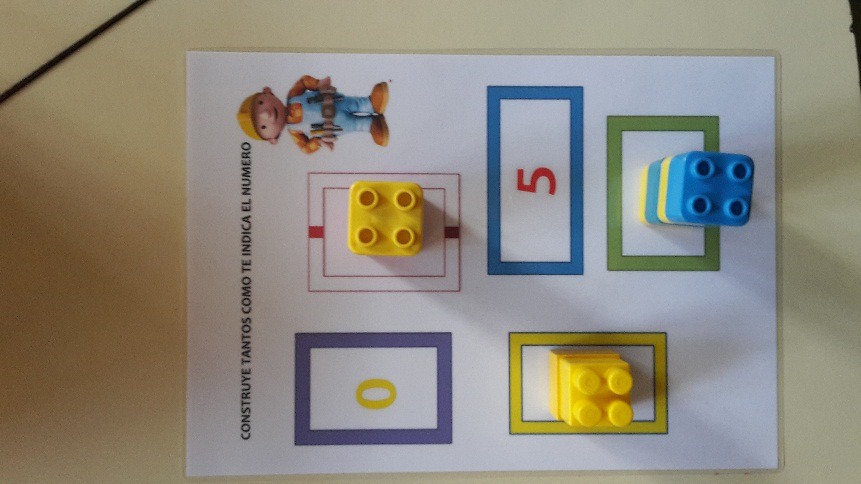 CONSTRUYE TANTOS COMO TE INDICA EL NUMERO
0
5